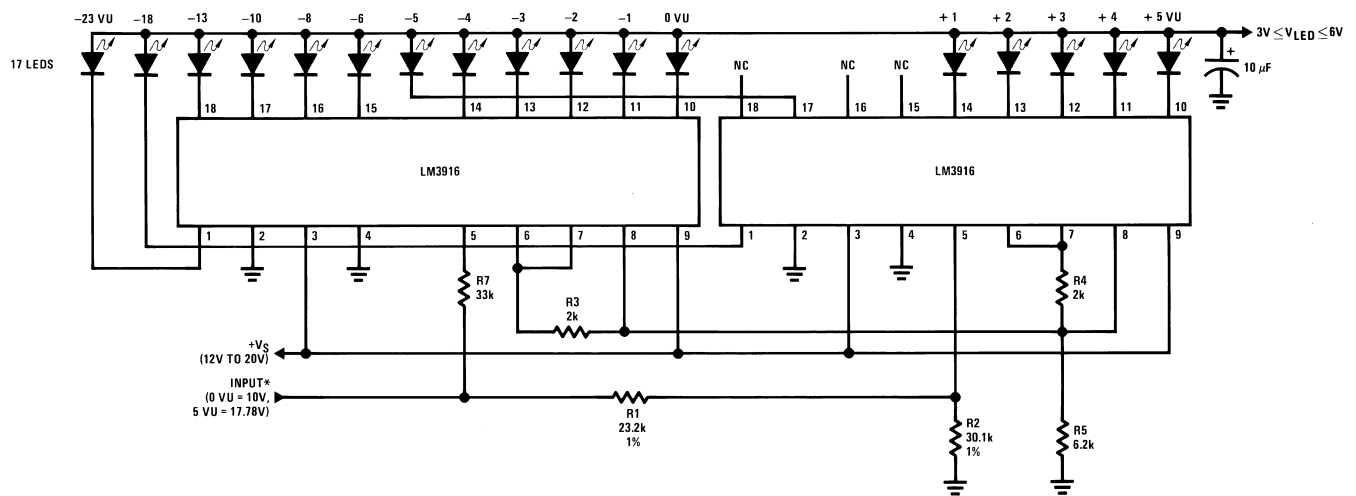 −23 VU −18 −13 −10 −8 −6 −5 −4 −3 −2 −1 0 VU + 1 + 2 + 3 + 4 + 5 VU
3V ≤VLED ≤6V
17 LEDS
NC NC NC
+
10 μF
18 17 16 15 14 13 12 11 10 18 17 16 15 14 13 12 11 10
LM3916 LM3916
1 2 3 4 5 6 7 8 9 1 2 3 4 5 6 7 8 9
R7
33k
R4
2k
R3
2k
+VS
(12V TO 20V)
INPUT*
(0 VU = 10V,
5 VU = 17.78V)
R1
23.2k
1%
R2
30.1k
1%
R5
6.2k